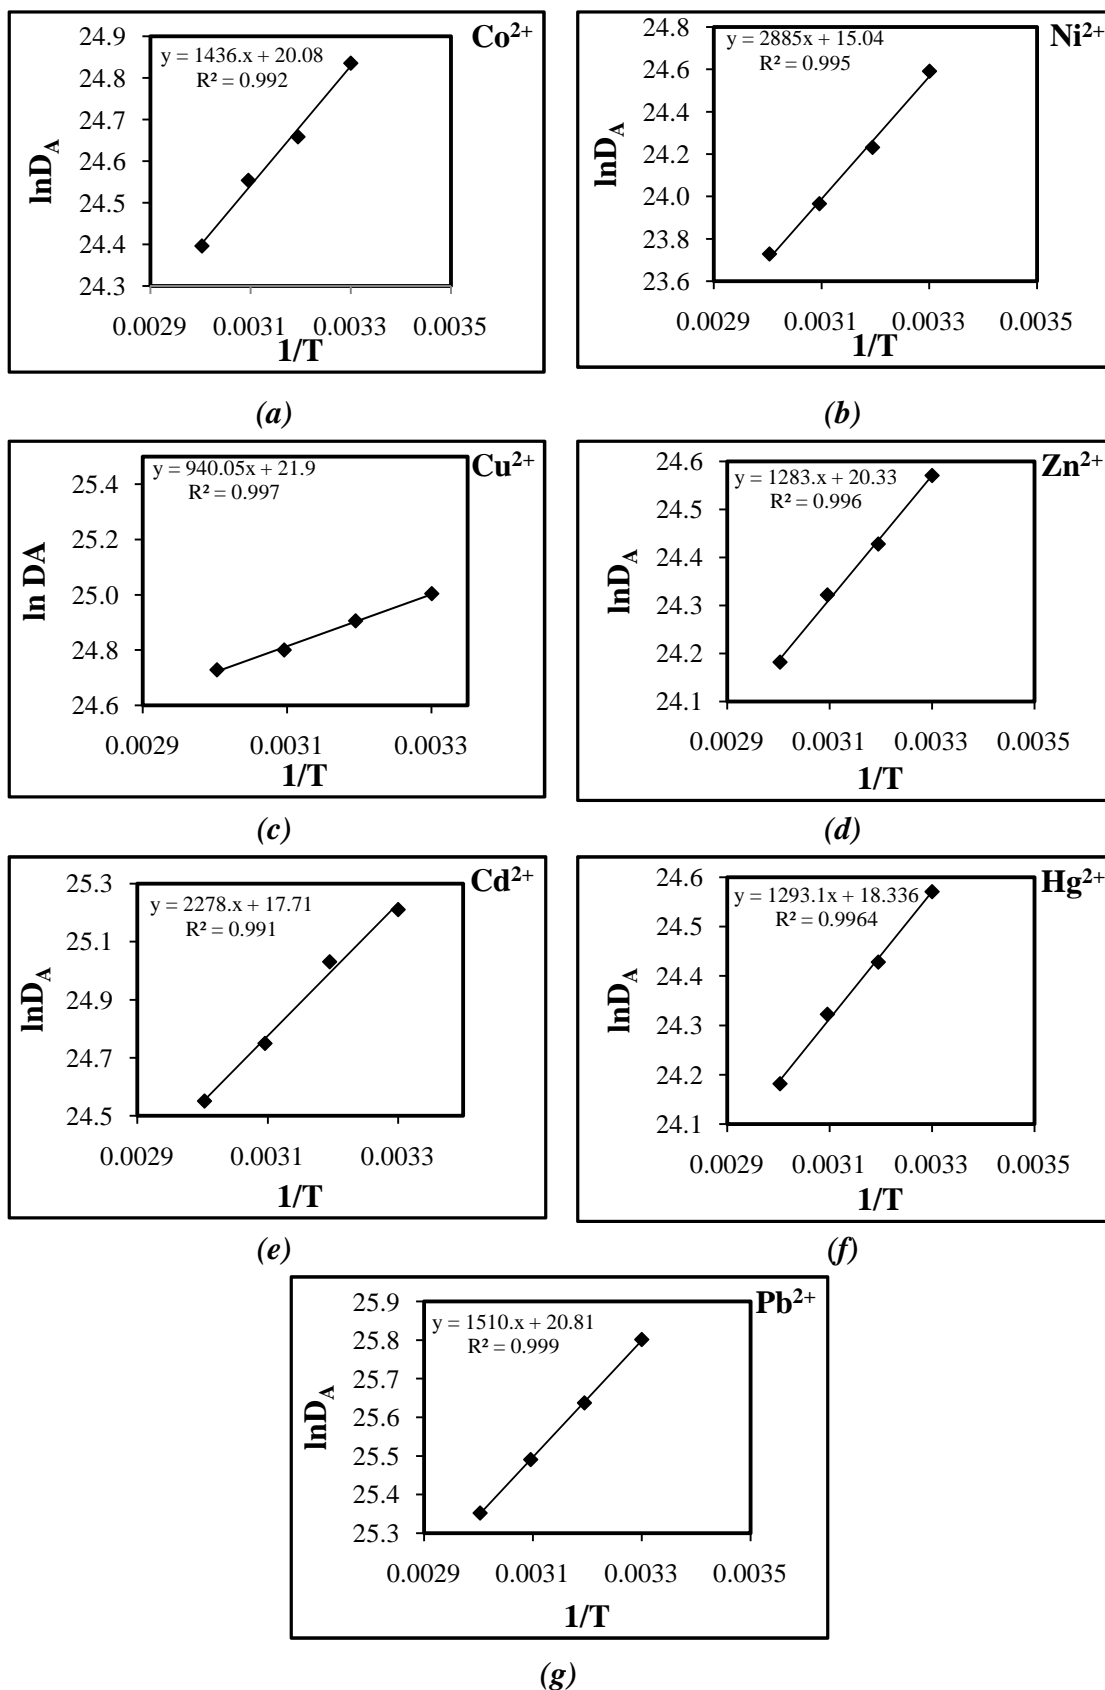 Co²⁺
y = 1436.x + 20.08
R² = 0.992
24.9
24.8
24.7
24.6
24.5
24.4
24.3
lnD_A
0.0029 0.0031 0.0033 0.0035
1/T
(a)
Ni²⁺
y = 2885x + 15.04
R² = 0.995
24.8
24.6
24.4
24.2
24.0
23.8
23.6
lnD_A
0.0029 0.0031 0.0033 0.0035
1/T
(b)
Cu²⁺
y = 940.05x + 21.9
R² = 0.997
25.4
25.2
25.0
24.8
24.6
ln DA
0.0029 0.0031 0.0033
1/T
(c)
Zn²⁺
y = 1283.x + 20.33
R² = 0.996
24.6
24.5
24.4
24.3
24.2
24.1
lnD_A
0.0029 0.0031 0.0033 0.0035
1/T
(d)
Cd²⁺
y = 2278.x + 17.71
R² = 0.991
25.3
25.1
24.9
24.7
24.5
lnD_A
0.0029 0.0031 0.0033
1/T
(e)
Hg²⁺
y = 1293.1x + 18.336
R² = 0.9964
24.6
24.5
24.4
24.3
24.2
24.1
lnD_A
0.0029 0.0031 0.0033 0.0035
1/T
(f)
Pb²⁺
y = 1510.x + 20.81
R² = 0.999
25.9
25.8
25.7
25.6
25.5
25.4
25.3
lnD_A
0.0029 0.0031 0.0033 0.0035
1/T
(g)